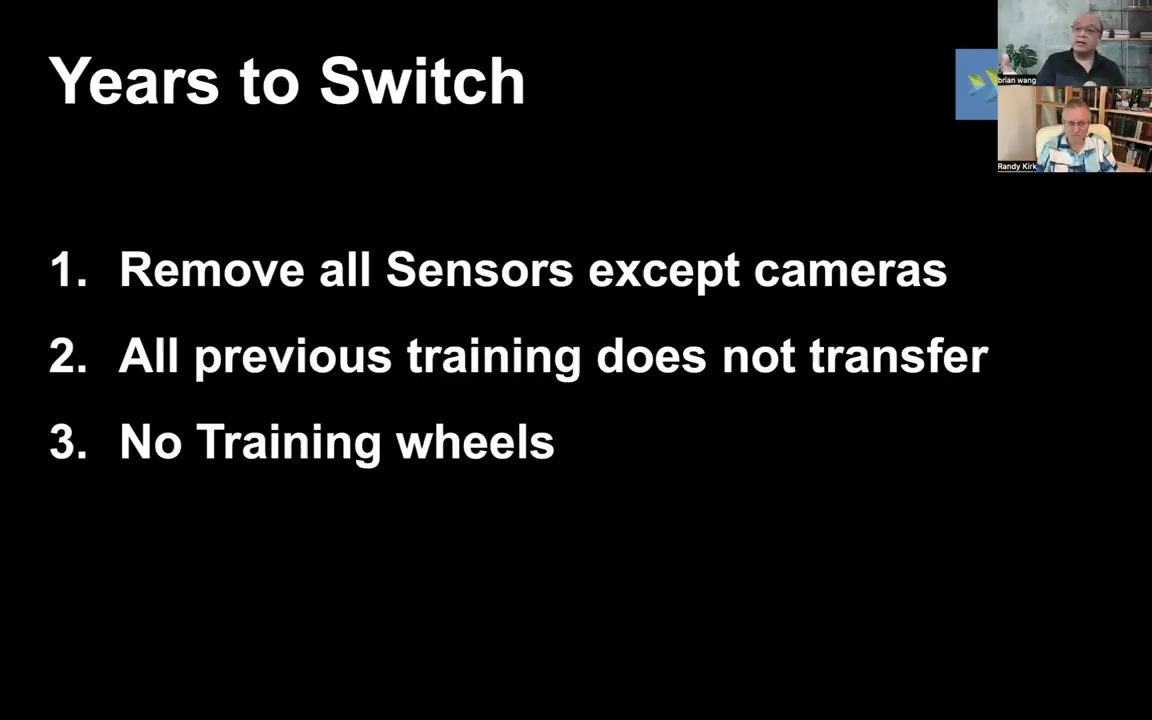 Years to Switch
brian wang
Randy Kirk
1. Remove all Sensors except cameras
2. All previous training does not transfer
3. No Training wheels